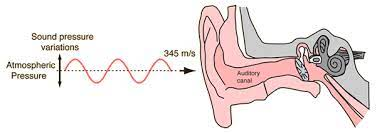 Sound pressure
variations
Atmospheric
Pressure
345 m/s
Auditory
canal